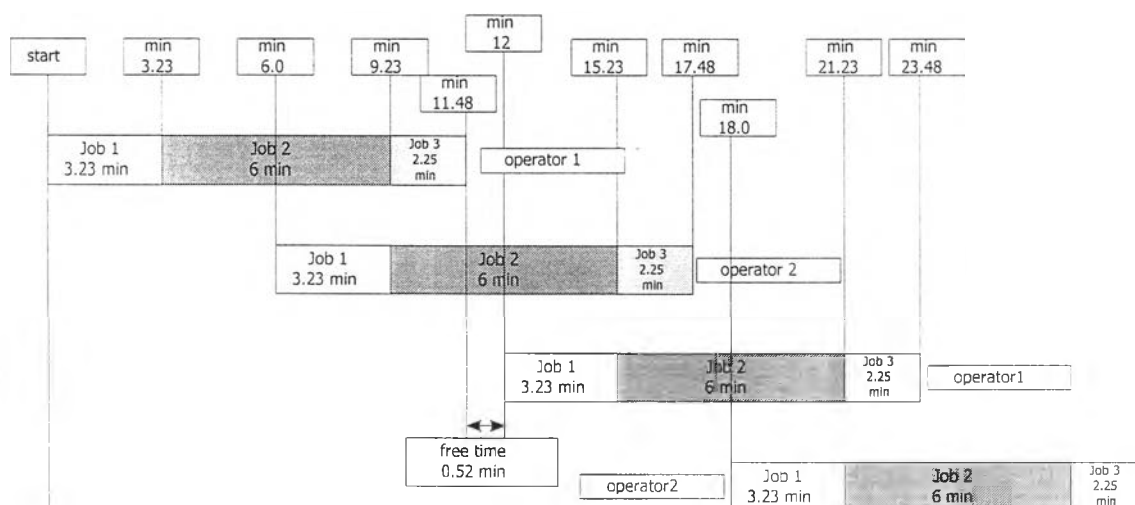 min
12
start
min
3.23
min
6.0
min
9.23
min
15.23
min
17.48
min
21.23
min
23.48
min
11.48
min
18.0
Job 1
3.23 min
Job 2
6 min
Job 3
2.25
min
operator 1
Job 1
3.23 min
Job 2
6 min
Job 3
2.25
min
operator 2
Job 1
3.23 min
Job 2
6 min
Job 3
2.25
min
operator1
free time
0.52 min
operator2
Job 1
3.23 min
Job 2
6 min
Job 3
2.25
min